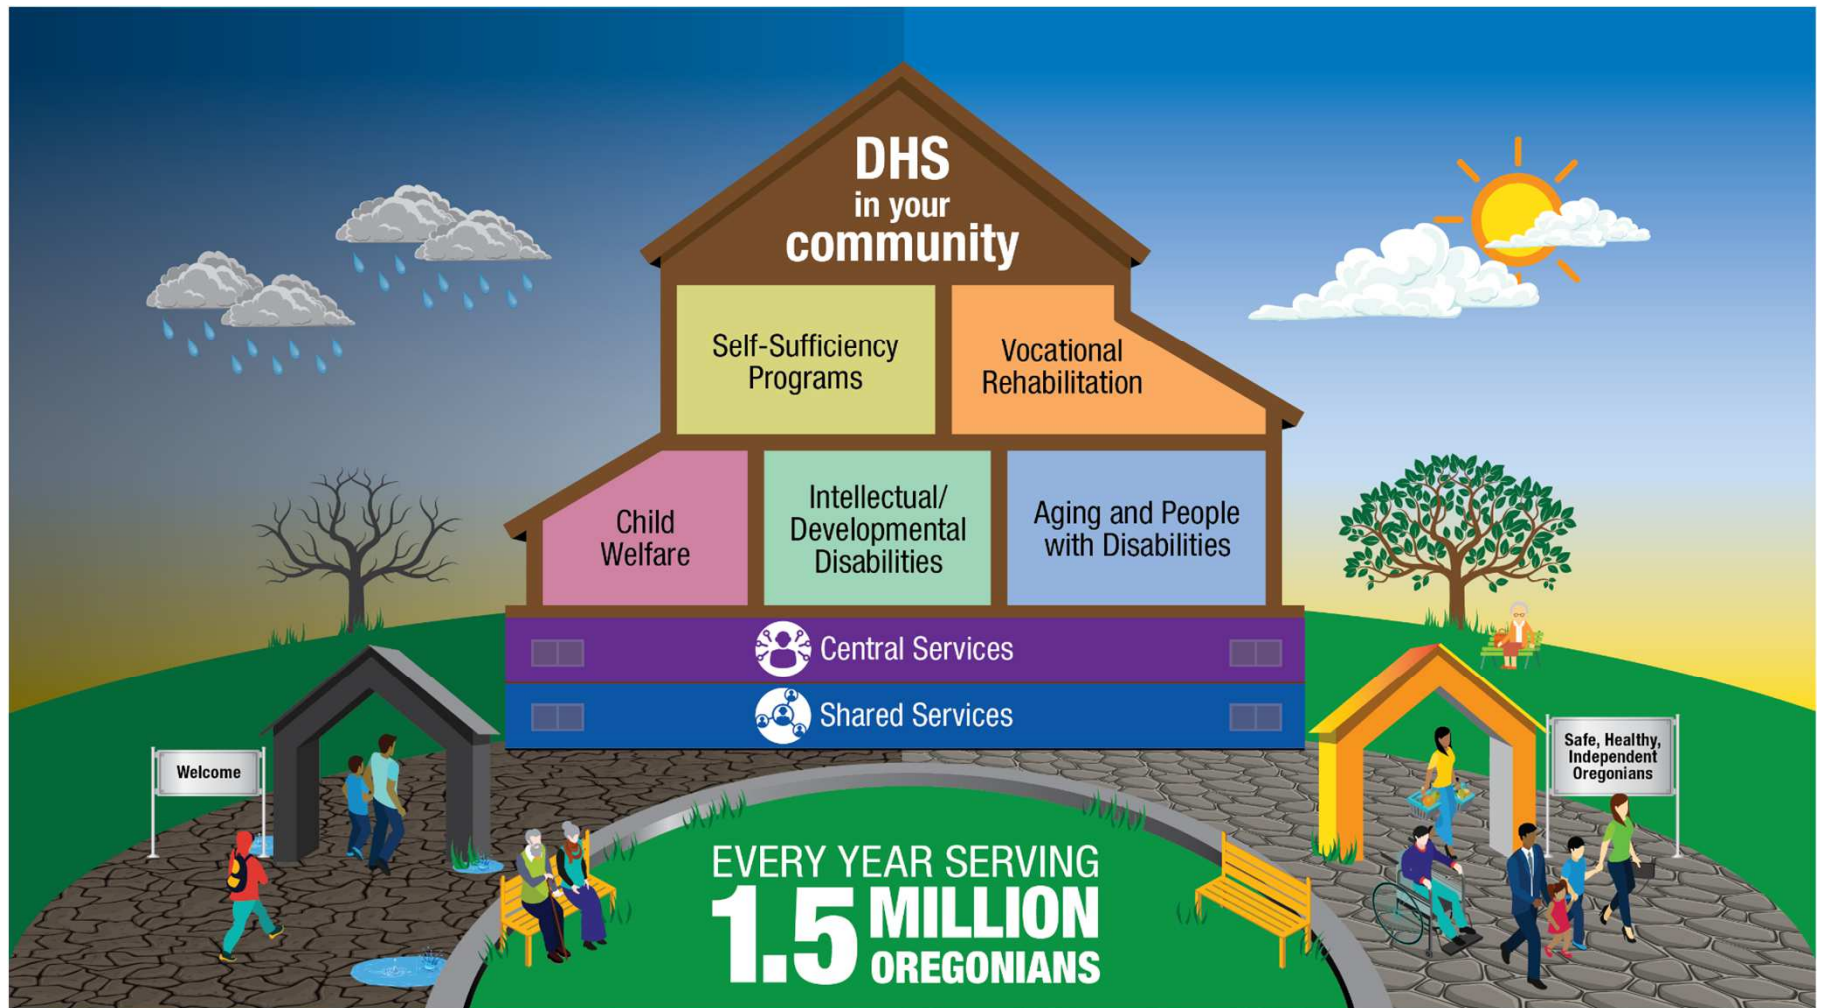 DHS
in your
community
Self-Sufficiency
Programs
Vocational
Rehabilitation
Child
Welfare
Intellectual/
Developmental
Disabilities
Aging and People
with Disabilities
Central Services
Shared Services
Welcome
Safe, Healthy,
Independent
Oregonians
EVERY YEAR SERVING
1.5 MILLION
OREGONIANS